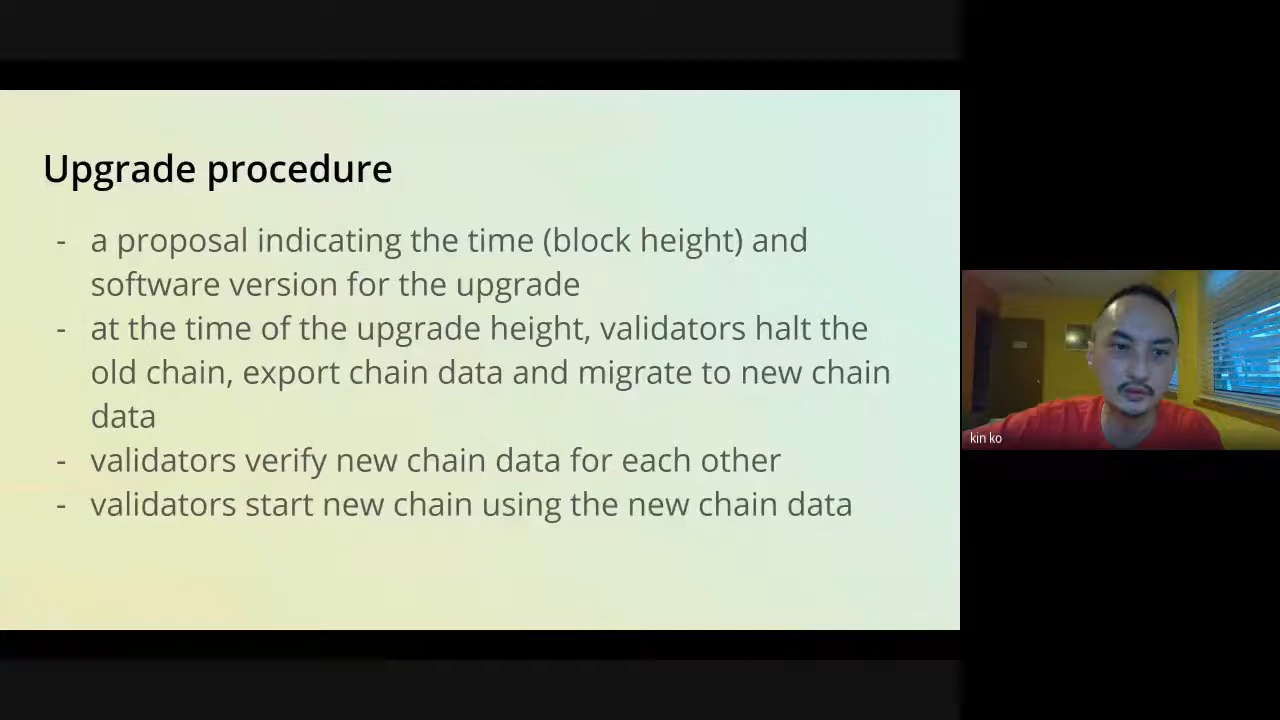 Upgrade procedure
- a proposal indicating the time (block height) and
software version for the upgrade
- at the time of the upgrade height, validators halt the
old chain, export chain data and migrate to new chain
data
- validators verify new chain data for each other
- validators start new chain using the new chain data
kin ko